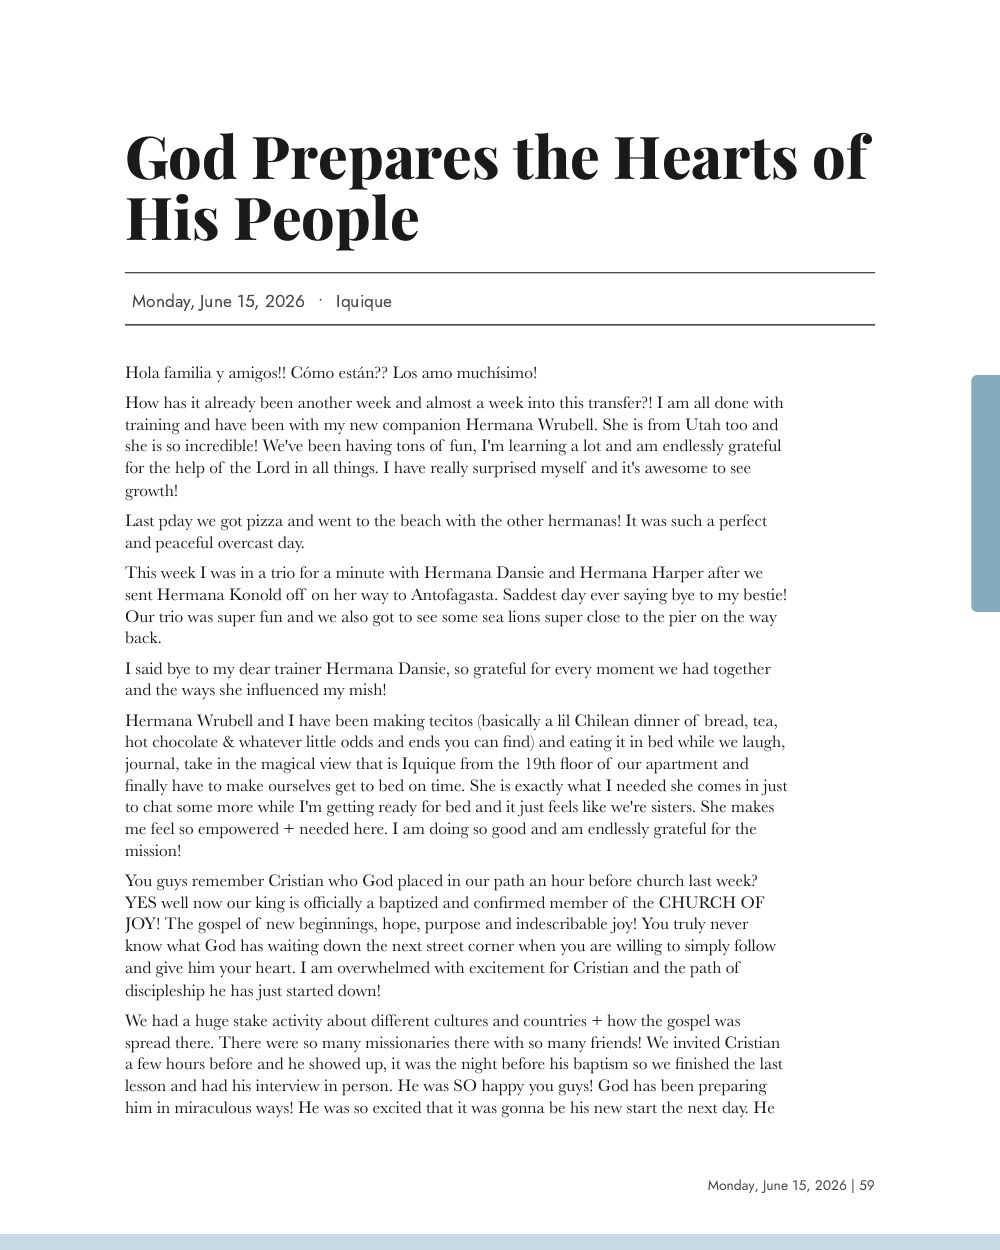 God Prepares the Hearts of
His People
Monday, June 15, 2026 · Iquique
Hola familia y amigos!! Cómo están?? Los amo muchísimo!
How has it already been another week and almost a week into this transfer?! I am all done with
training and have been with my new companion Hermana Wrubell. She is from Utah too and
she is so incredible! We've been having tons of fun, I'm learning a lot and am endlessly grateful
for the help of the Lord in all things. I have really surprised myself and it's awesome to see
growth!
Last pday we got pizza and went to the beach with the other hermanas! It was such a perfect
and peaceful overcast day.
This week I was in a trio for a minute with Hermana Dansie and Hermana Harper after we
sent Hermana Konold off on her way to Antofagasta. Saddest day ever saying bye to my bestie!
Our trio was super fun and we also got to see some sea lions super close to the pier on the way
back.
I said bye to my dear trainer Hermana Dansie, so grateful for every moment we had together
and the ways she influenced my mish!
Hermana Wrubell and I have been making tecitos (basically a lil Chilean dinner of bread, tea,
hot chocolate & whatever little odds and ends you can find) and eating it in bed while we laugh,
journal, take in the magical view that is Iquique from the 19th floor of our apartment and
finally have to make ourselves get to bed on time. She is exactly what I needed she comes in just
to chat some more while I'm getting ready for bed and it just feels like we're sisters. She makes
me feel so empowered + needed here. I am doing so good and am endlessly grateful for the
mission!
You guys remember Cristian who God placed in our path an hour before church last week?
YES well now our king is officially a baptized and confirmed member of the CHURCH OF
JOY! The gospel of new beginnings, hope, purpose and indescribable joy! You truly never
know what God has waiting down the next street corner when you are willing to simply follow
and give him your heart. I am overwhelmed with excitement for Cristian and the path of
discipleship he has just started down!
We had a huge stake activity about different cultures and countries + how the gospel was
spread there. There were so many missionaries there with so many friends! We invited Cristian
a few hours before and he showed up, it was the night before his baptism so we finished the last
lesson and had his interview in person. He was SO happy you guys! God has been preparing
him in miraculous ways! He was so excited that it was gonna be his new start the next day. He
Monday, June 15, 2026 | 59